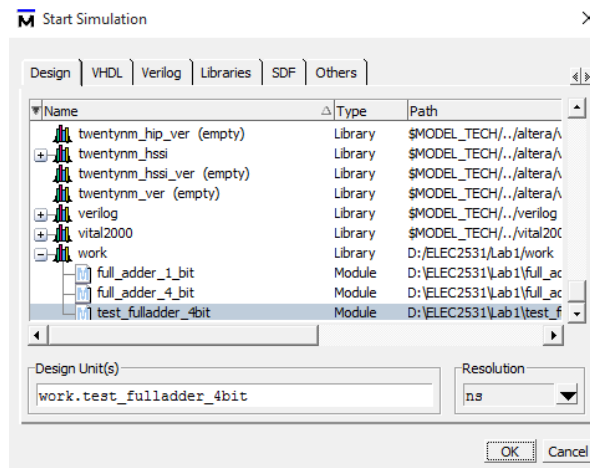 M Start Simulation
Design VHDL Verilog Libraries SDF Others
Name Type Path
twentynm_hip_ver (empty) Library $MODEL_TECH/../altera/v
twentynm_hssi Library $MODEL_TECH/../altera/v
twentynm_hssi_ver (empty) Library $MODEL_TECH/../altera/v
twentynm_ver (empty) Library $MODEL_TECH/../altera/v
verilog Library $MODEL_TECH/../verilog
vital2000 Library $MODEL_TECH/../vital200
work Library D:/ELEC2531/Lab1/work
M full_adder_1_bit Module D:\ELEC2531\Lab1\full_ad
M full_adder_4_bit Module D:\ELEC2531\Lab1\full_ad
M test_fulladder_4bit Module D:\ELEC2531\Lab1\test_f
Design Unit(s) Resolution
work.test_fulladder_4bit ns
OK Cancel